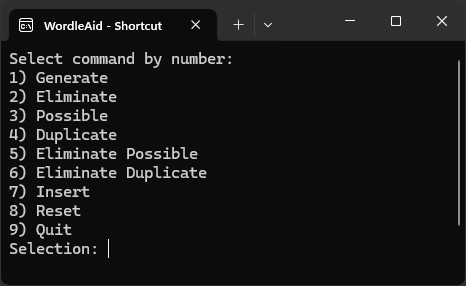 WordleAid - Shortcut
Select command by number:
1) Generate
2) Eliminate
3) Possible
4) Duplicate
5) Eliminate Possible
6) Eliminate Duplicate
7) Insert
8) Reset
9) Quit
Selection: